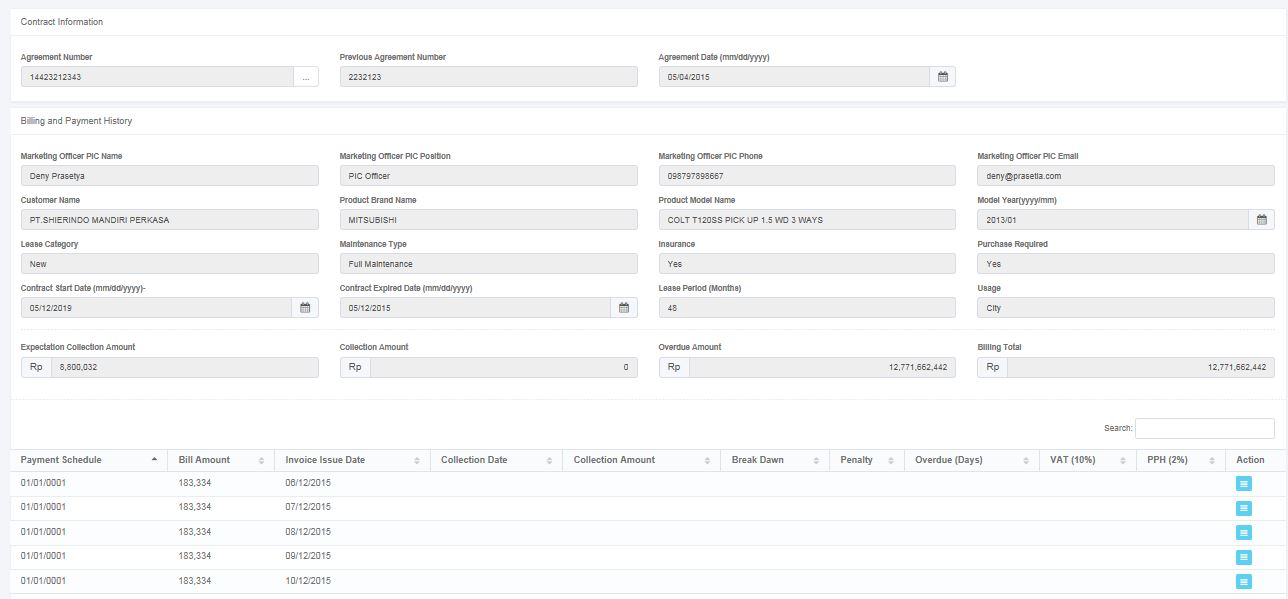 Contract Information
Agreement Number Previous Agreement Number Agreement Date (mm/dd/yyyy)
14423212343 ... 2232123 05/04/2015
Billing and Payment History
Marketing Officer PIC Name Marketing Officer PIC Position Marketing Officer PIC Phone Marketing Officer PIC Email
Deny Prasetya PIC Officer 098797898667 deny@prasetia.com
Customer Name Product Brand Name Product Model Name Model Year(yyyy/mm)
PT.SHIERINDO MANDIRI PERKASA MITSUBISHI COLT T120SS PICK UP 1.5 WD 3 WAYS 2013/01
Lease Category Maintenance Type Insurance Purchase Required
New Full Maintenance Yes Yes
Contract Start Date (mm/dd/yyyy)- Contract Expired Date (mm/dd/yyyy) Lease Period (Months) Usage
05/12/2019 05/12/2015 48 City
Expectation Collection Amount Collection Amount Overdue Amount Billing Total
Rp 8,800,032 Rp 0 Rp 12,771,662,442 Rp 12,771,662,442
Search:
Payment Schedule Bill Amount Invoice Issue Date Collection Date Collection Amount Break Dawn Penalty Overdue (Days) VAT (10%) PPH (2%) Action
01/01/0001 183,334 06/12/2015
01/01/0001 183,334 07/12/2015
01/01/0001 183,334 08/12/2015
01/01/0001 183,334 09/12/2015
01/01/0001 183,334 10/12/2015